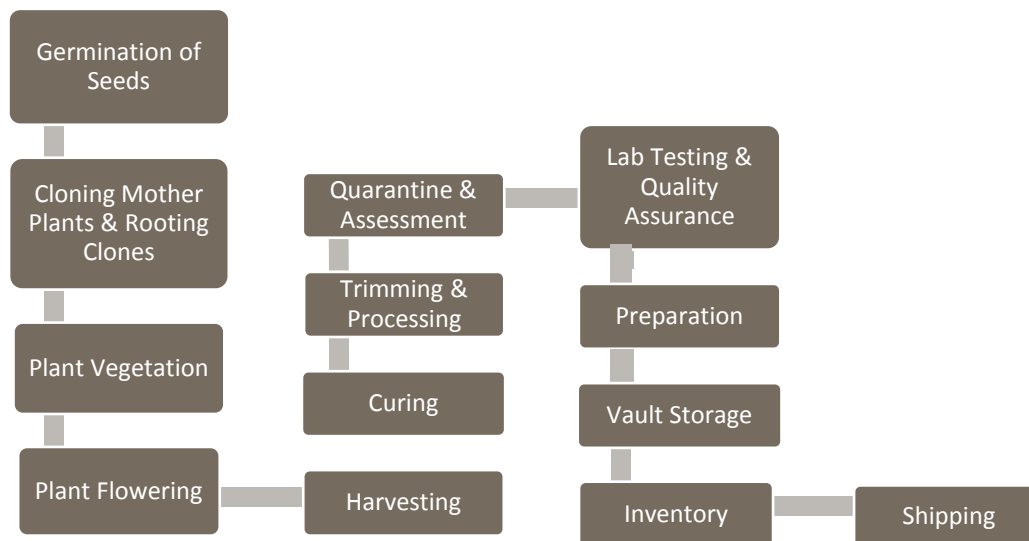 Germination of
Seeds
Cloning Mother
Plants & Rooting
Clones
Plant Vegetation
Plant Flowering
Harvesting
Curing
Trimming &
Processing
Quarantine &
Assessment
Lab Testing &
Quality
Assurance
Preparation
Vault Storage
Inventory
Shipping